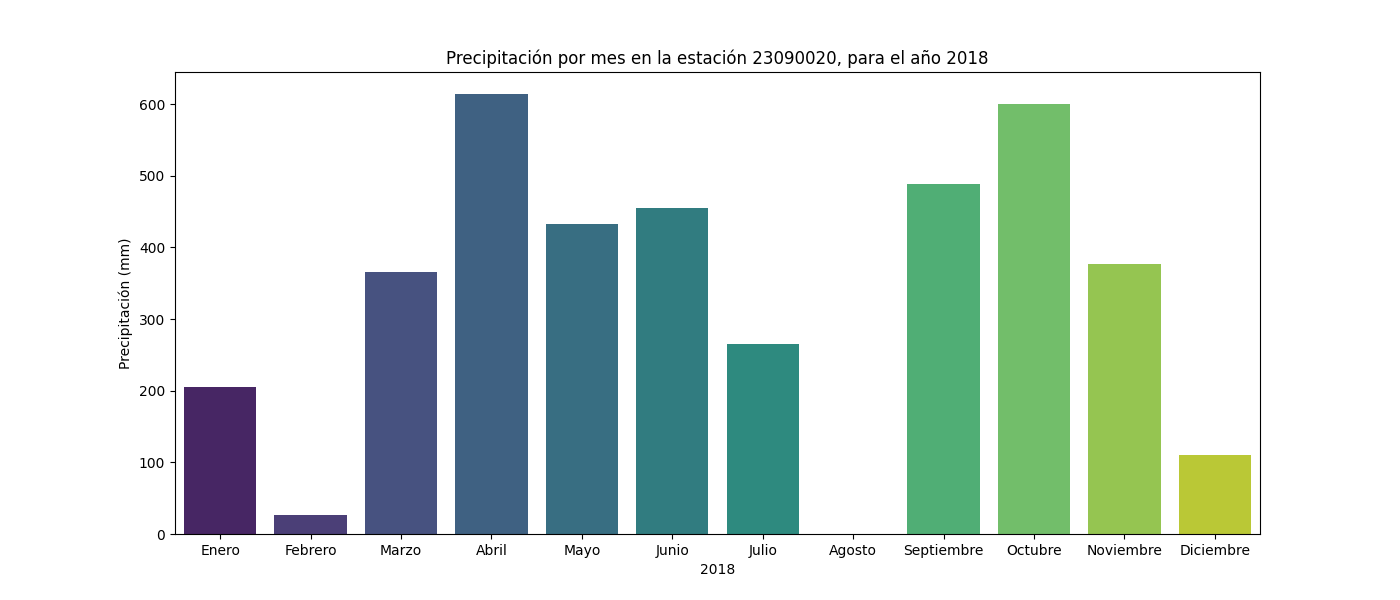 Precipitación por mes en la estación 23090020, para el año 2018
Precipitación (mm)
600
500
400
300
200
100
0
Enero Febrero Marzo Abril Mayo Junio Julio Agosto Septiembre Octubre Noviembre Diciembre
2018